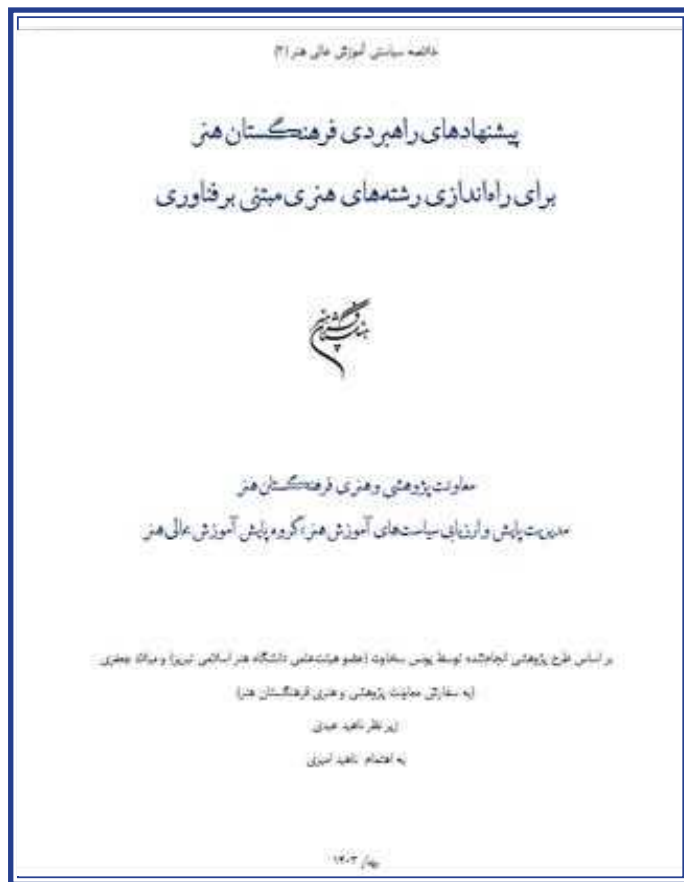 خلاصه سیاستی آموزش عالی هنر (۳)
پیشنهادهای راهبردی فرهنگستان هنر
برای راه‌اندازی رشته‌های هنری مبتنی بر فناوری
فرهنگستان هنر
معاونت پژوهشی و هنری فرهنگستان هنر
مدیریت پایش و ارزیابی سیاست‌های آموزش هنر، گروه پایش آموزش عالی هنر
بر اساس طرح پژوهشی انجام‌شده توسط یونس سخاوت (عضو هیئت‌علمی دانشگاه هنر اسلامی تبریز) و میلاد جعفری
(به سفارش معاونت پژوهشی و هنری فرهنگستان هنر)
زیر نظر ناهید عبدی
به اهتمام ناهید امیری
بهار ۱۴۰۳